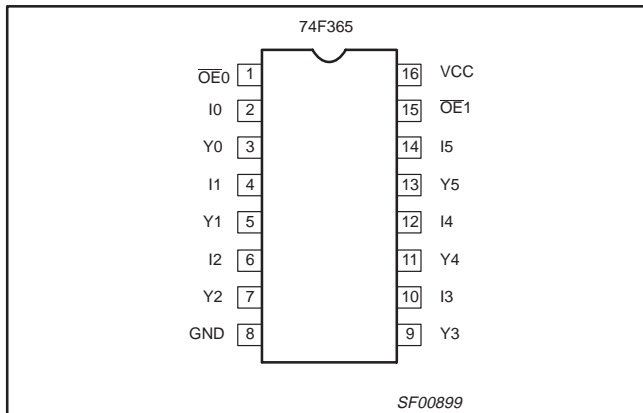 74F365
OE0 1 16 VCC
I0 2 15 OE1
Y0 3 14 I5
I1 4 13 Y5
Y1 5 12 I4
I2 6 11 Y4
Y2 7 10 I3
GND 8 9 Y3
SF00899